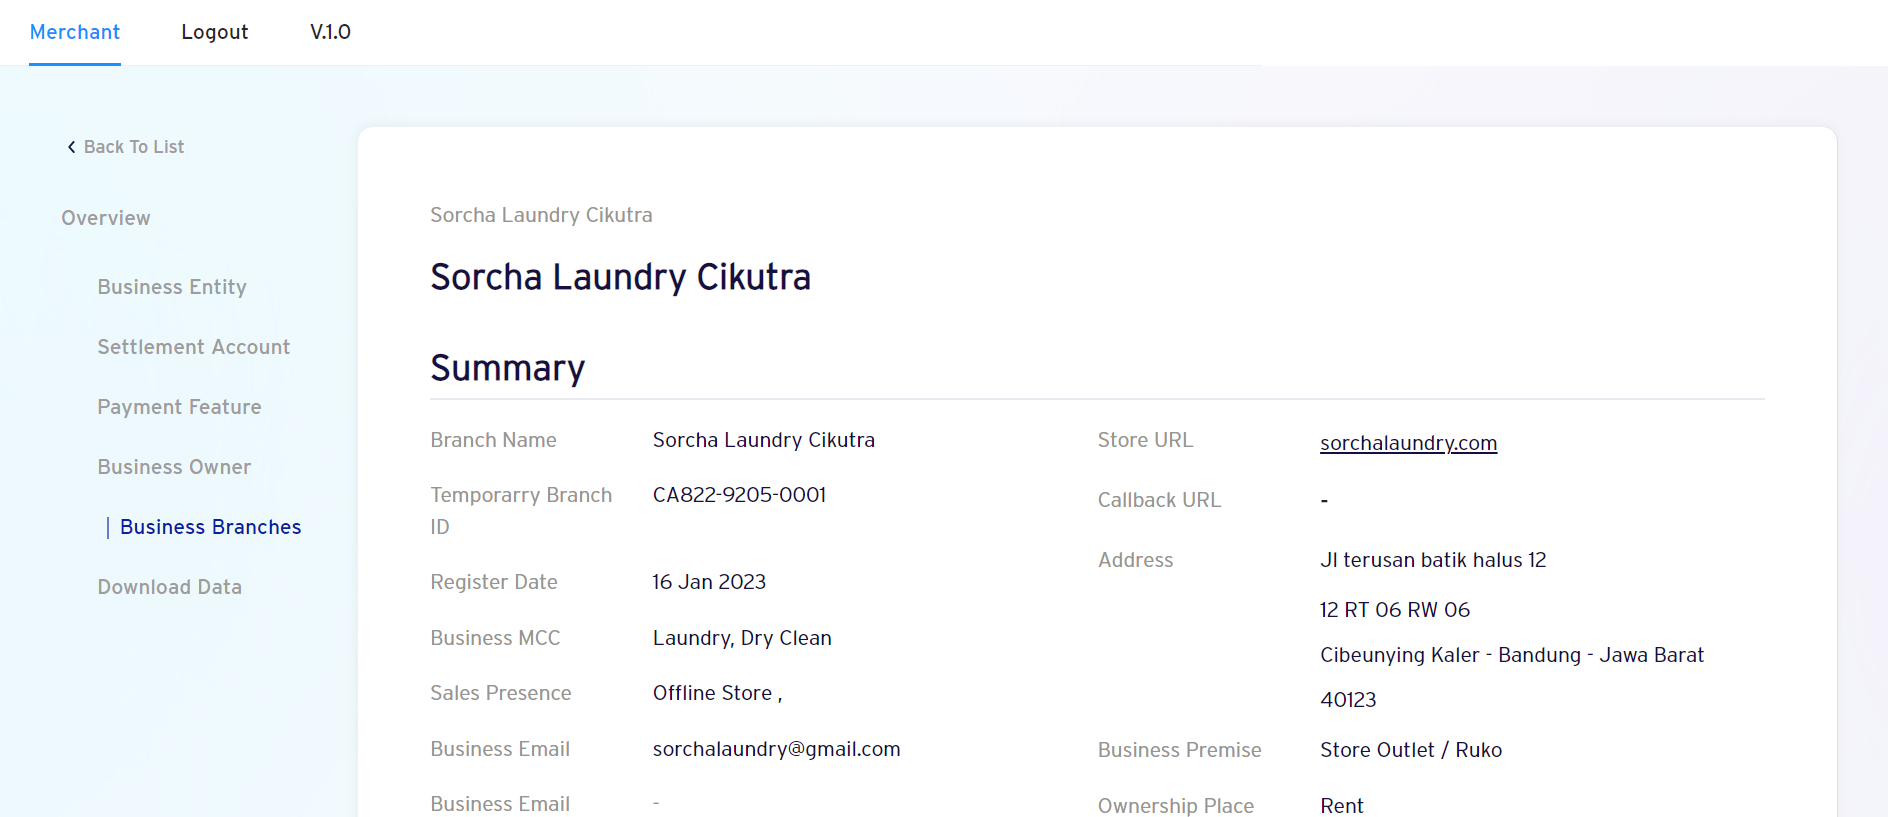 Merchant
Logout
V.1.0
Back To List
Overview
Business Entity
Settlement Account
Payment Feature
Business Owner
Business Branches
Download Data
Sorcha Laundry Cikutra
Sorcha Laundry Cikutra
Summary
Branch Name
Sorcha Laundry Cikutra
Temporarry Branch
ID
CA822-9205-0001
Register Date
16 Jan 2023
Business MCC
Laundry, Dry Clean
Sales Presence
Offline Store ,
Business Email
sorchalaundry@gmail.com
Business Email
-
Store URL
sorchalaundry.com
Callback URL
-
Address
Jl terusan batik halus 12
12 RT 06 RW 06
Cibeunying Kaler - Bandung - Jawa Barat
40123
Business Premise
Store Outlet / Ruko
Ownership Place
Rent